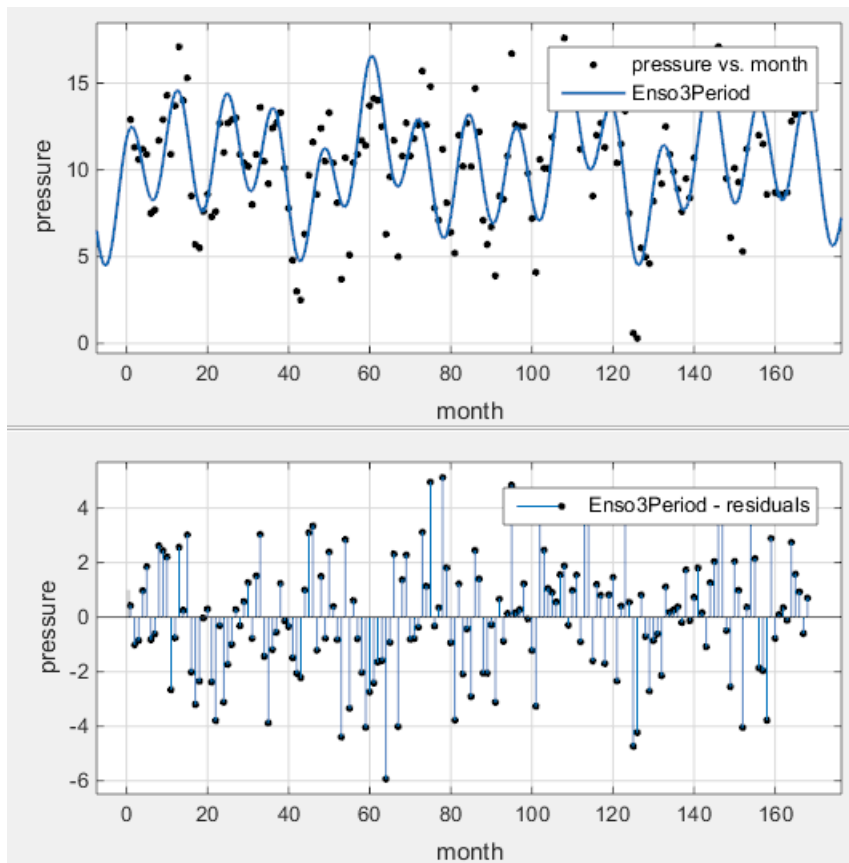 15
10
5
0
pressure
pressure vs. month
Enso3Period
0 20 40 60 80 100 120 140 160
month
4
2
0
-2
-4
-6
pressure
Enso3Period - residuals
0 20 40 60 80 100 120 140 160
month